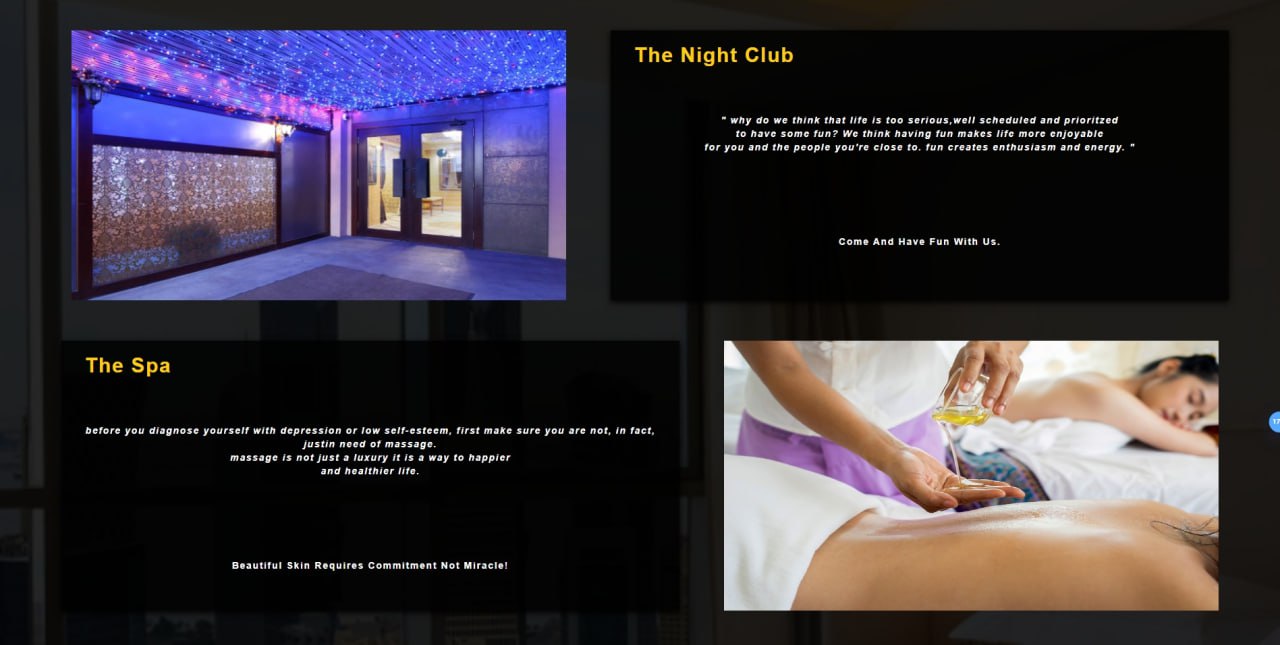 The Night Club
" why do we think that life is too serious,well scheduled and prioritzed
to have some fun? We think having fun makes life more enjoyable
for you and the people you're close to. fun creates enthusiasm and energy. "
Come And Have Fun With Us.
The Spa
before you diagnose yourself with depression or low self-esteem, first make sure you are not, in fact,
justin need of massage.
massage is not just a luxury it is a way to happier
and healthier life.
Beautiful Skin Requires Commitment Not Miracle!